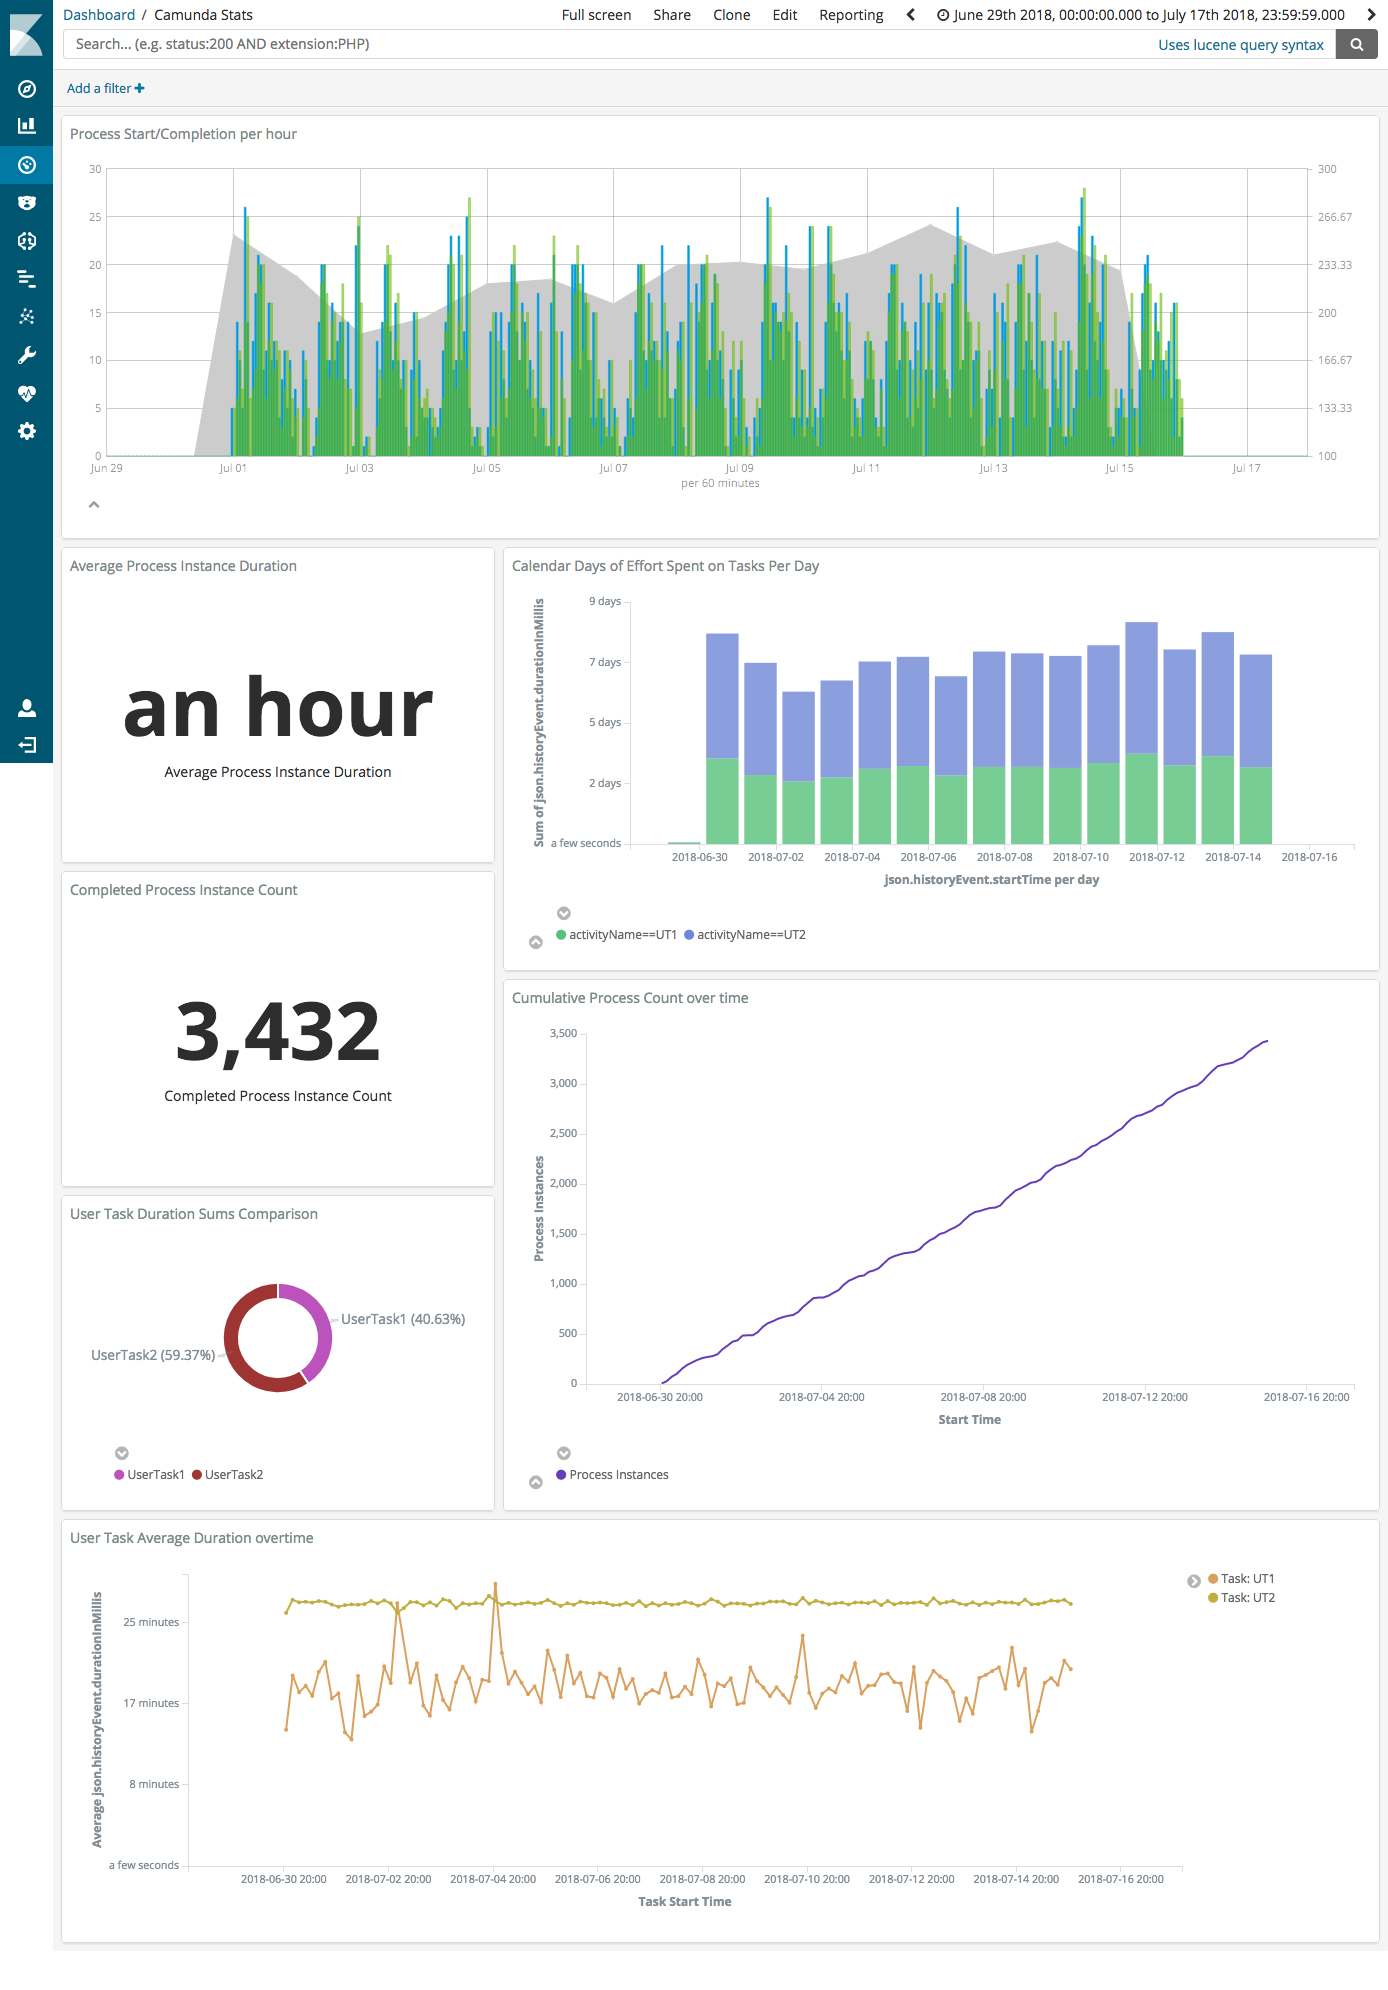 Dashboard / Camunda Stats
Full screen Share Clone Edit Reporting June 29th 2018, 00:00:00.000 to July 17th 2018, 23:59:59.000
Search... (e.g. status:200 AND extension:PHP)
Uses lucene query syntax
Add a filter +
Process Start/Completion per hour
30 300
25 266.67
20 233.33
15 200
10 166.67
5 133.33
0 100
Jun 29 Jul 01 Jul 03 Jul 05 Jul 07 Jul 09 Jul 11 Jul 13 Jul 15 Jul 17
per 60 minutes
Average Process Instance Duration
an hour
Average Process Instance Duration
Calendar Days of Effort Spent on Tasks Per Day
Sum of json.historyEvent.durationInMillis
9 days
7 days
5 days
2 days
a few seconds
2018-06-30 2018-07-02 2018-07-04 2018-07-06 2018-07-08 2018-07-10 2018-07-12 2018-07-14 2018-07-16
json.historyEvent.startTime per day
activityName==UT1 activityName==UT2
Completed Process Instance Count
3,432
Completed Process Instance Count
Cumulative Process Count over time
Process Instances
3,500
3,000
2,500
2,000
1,500
1,000
500
0
2018-06-30 20:00 2018-07-04 20:00 2018-07-08 20:00 2018-07-12 20:00 2018-07-16 20:00
Start Time
Process Instances
User Task Duration Sums Comparison
UserTask1 (40.63%)
UserTask2 (59.37%)
UserTask1 UserTask2
User Task Average Duration overtime
Average json.historyEvent.durationInMillis
25 minutes
17 minutes
8 minutes
a few seconds
2018-06-30 20:00 2018-07-02 20:00 2018-07-04 20:00 2018-07-06 20:00 2018-07-08 20:00 2018-07-10 20:00 2018-07-12 20:00 2018-07-14 20:00 2018-07-16 20:00
Task Start Time
Task: UT1
Task: UT2